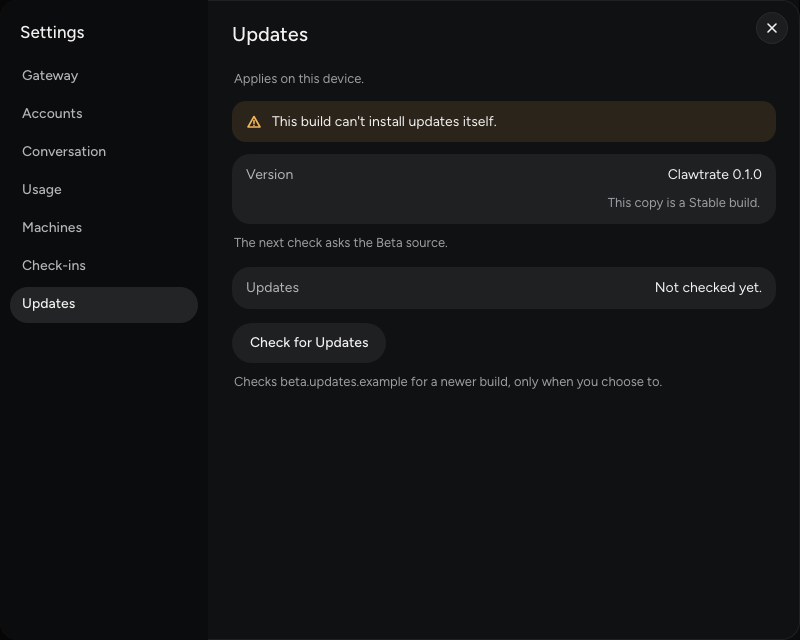 Settings
Gateway
Accounts
Conversation
Usage
Machines
Check-ins
Updates
Updates
Applies on this device.
This build can't install updates itself.
Version
Clawtrate 0.1.0
This copy is a Stable build.
The next check asks the Beta source.
Updates
Not checked yet.
Check for Updates
Checks beta.updates.example for a newer build, only when you choose to.